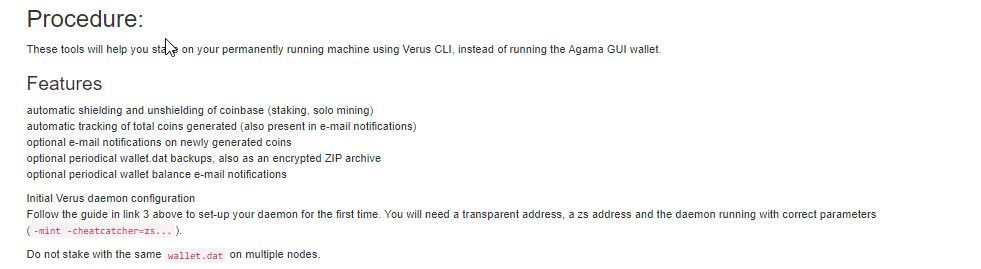 Procedure:
These tools will help you stake on your permanently running machine using Verus CLI, instead of running the Agama GUI wallet.
Features
automatic shielding and unshielding of coinbase (staking, solo mining)
automatic tracking of total coins generated (also present in e-mail notifications)
optional e-mail notifications on newly generated coins
optional periodical wallet.dat backups, also as an encrypted ZIP archive
optional periodical wallet balance e-mail notifications
Initial Verus daemon configuration
Follow the guide in link 3 above to set-up your daemon for the first time. You will need a transparent address, a zs address and the daemon running with correct parameters
( -mint -cheatcatcher=zs... ).
Do not stake with the same wallet.dat on multiple nodes.